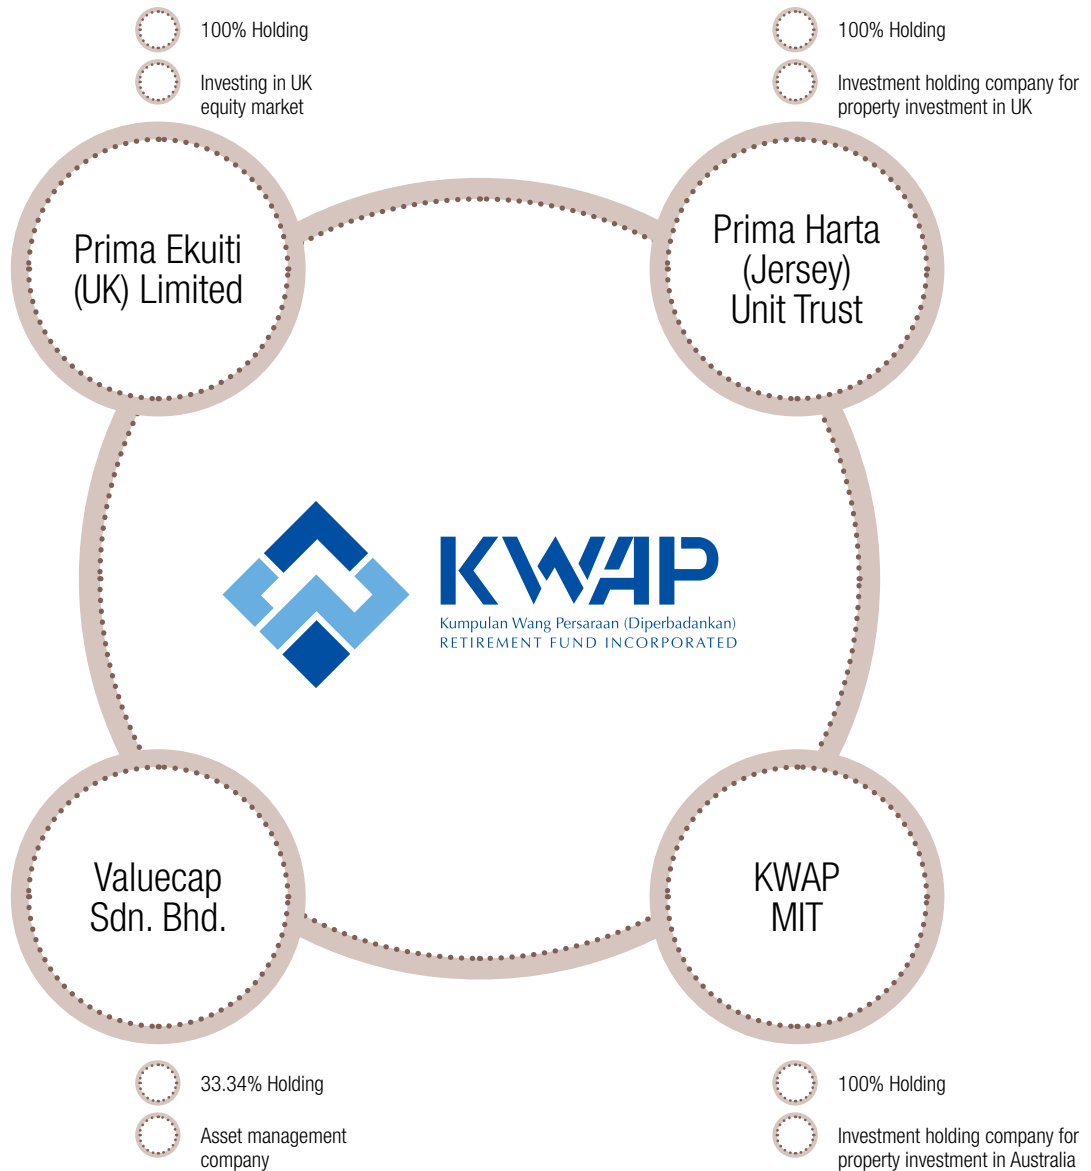 100% Holding
Investing in UK
equity market
100% Holding
Investment holding company for
property investment in UK
Prima Ekuiti
(UK) Limited
Prima Harta
(Jersey)
Unit Trust
KWAP
Kumpulan Wang Persaraan (Diperbadankan)
RETIREMENT FUND INCORPORATED
Valuecap
Sdn. Bhd.
KWAP
MIT
33.34% Holding
Asset management
company
100% Holding
Investment holding company for
property investment in Australia